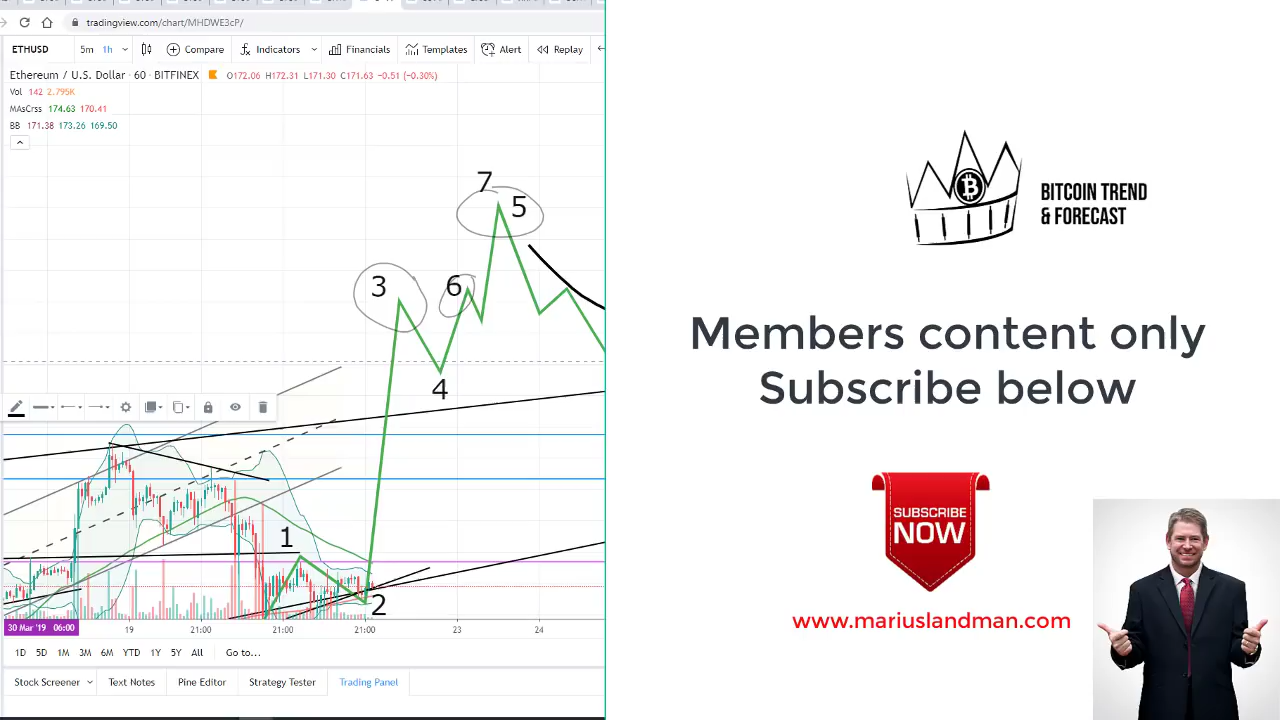 tradingview.com/chart/MHDWE3cP/
ETHUSD 5m 1h Compare Indicators Financials Templates Alert Replay
Ethereum / U.S. Dollar · 60 · BITFINEX O172.06 H172.31 L171.30 C171.63 −0.51 (−0.30%)
Vol 142 2.795K
MAsCrss 174.63 170.41
BB 171.38 173.26 169.50
7
5
3
6
4
1
2
30 Mar '19 06:00 19 21:00 21:00 21:00 23 24
1D 5D 1M 3M 6M YTD 1Y 5Y All Go to...
Stock Screener Text Notes Pine Editor Strategy Tester Trading Panel
BITCOIN TREND
& FORECAST
Members content only
Subscribe below
SUBSCRIBE
NOW
www.mariuslandman.com